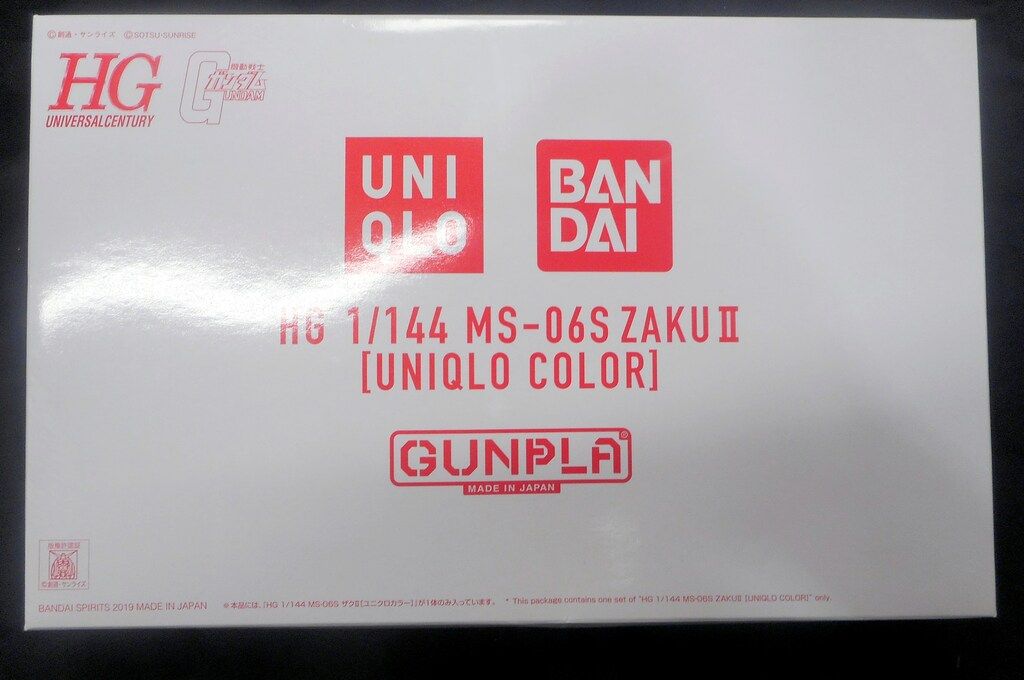 ©創通・サンライズ ©SOTSU・SUNRISE
HG
UNIVERSAL CENTURY
機動戦士
ガンダム
GUNDAM
UNI
QLO
BAN
DAI
HG 1/144 MS-06S ZAKU II
[UNIQLO COLOR]
GUNPLA®
MADE IN JAPAN
版権許諾証
©創通・サンライズ
BANDAI SPIRITS 2019 MADE IN JAPAN
※本品には、「HG 1/144 MS-06S ザクII[ユニクロカラー]」が1体のみ入っています。 * This package contains one set of "HG 1/144 MS-06S ZAKUII [UNIQLO COLOR]" only.